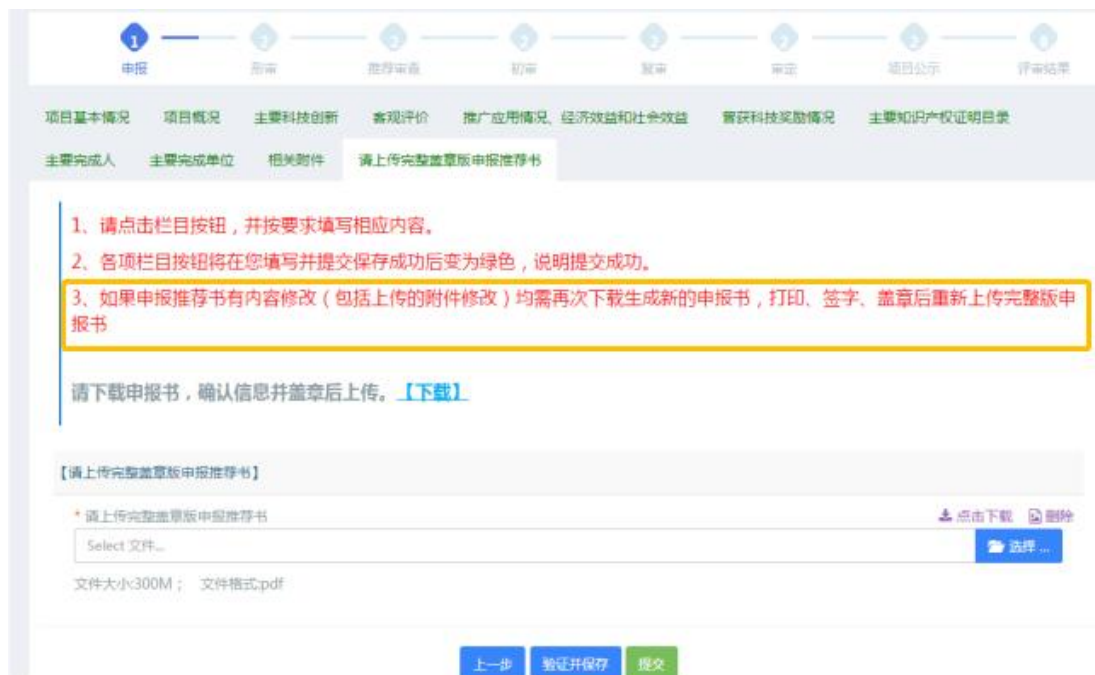 1
申报
形审
推荐审查
初审
复审
审定
项目公示
评审结果
项目基本情况 项目概况 主要科技创新 客观评价 推广应用情况、经济效益和社会效益 曾获科技奖励情况 主要知识产权证明目录
主要完成人 主要完成单位 相关附件 请上传完整盖章版申报推荐书
1、请点击栏目按钮，并按要求填写相应内容。
2、各项栏目按钮将在您填写并提交保存成功后变为绿色，说明提交成功。
3、如果申报推荐书有内容修改（包括上传的附件修改）均需再次下载生成新的申报书，打印、签字、盖章后重新上传完整版申
报书
请下载申报书，确认信息并盖章后上传。【下载】
【请上传完整盖章版申报推荐书】
* 请上传完整盖章版申报推荐书 点击下载 删除
Select 文件... 选择 ...
文件大小:300M； 文件格式:pdf
上一步 验证并保存 提交